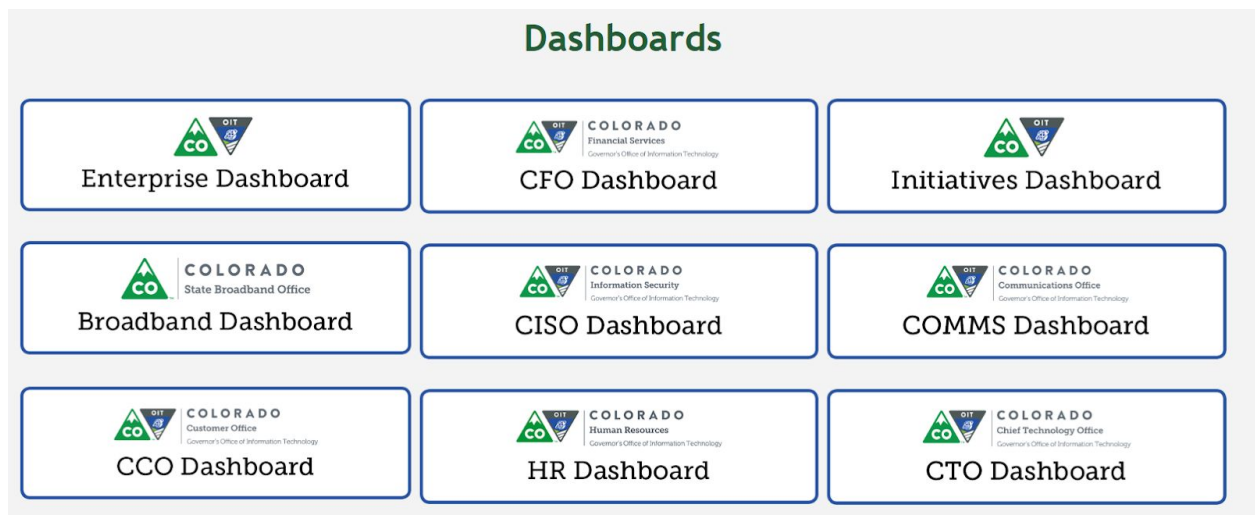 Dashboards
CO OIT
Enterprise Dashboard
CO OIT COLORADO
Financial Services
Governor's Office of Information Technology
CFO Dashboard
CO OIT
Initiatives Dashboard
CO COLORADO
State Broadband Office
Broadband Dashboard
CO OIT COLORADO
Information Security
Governor's Office of Information Technology
CISO Dashboard
CO OIT COLORADO
Communications Office
Governor's Office of Information Technology
COMMS Dashboard
CO OIT COLORADO
Customer Office
Governor's Office of Information Technology
CCO Dashboard
CO OIT COLORADO
Human Resources
Governor's Office of Information Technology
HR Dashboard
CO OIT COLORADO
Chief Technology Office
Governor's Office of Information Technology
CTO Dashboard